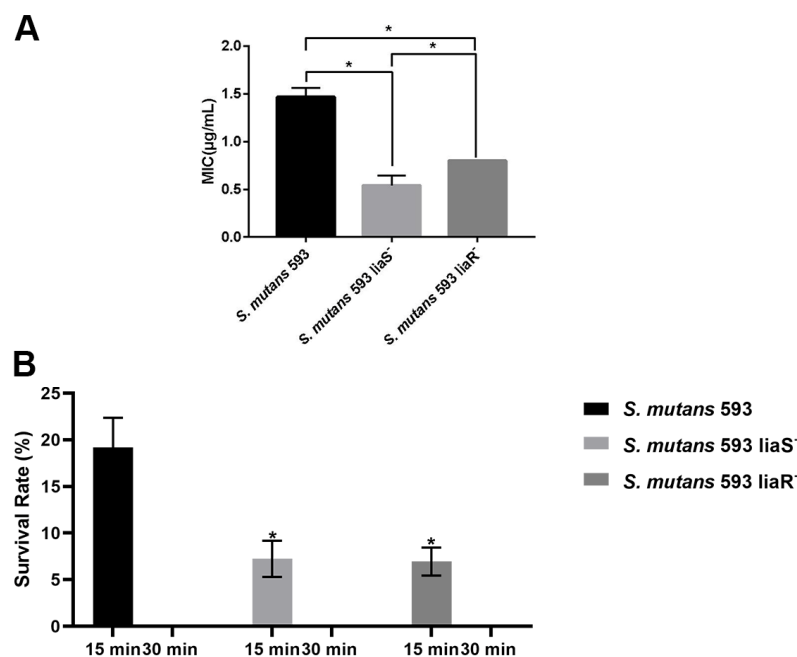 A
*
*
*
2.0
1.5
1.0
0.5
0.0
MIC(μg/mL)
S. mutans 593
S. mutans 593 liaS⁻
S. mutans 593 liaR⁻
B
25
20
15
10
5
0
Survival Rate (%)
*
*
15 min 30 min 15 min 30 min 15 min 30 min
S. mutans 593
S. mutans 593 liaS⁻
S. mutans 593 liaR⁻